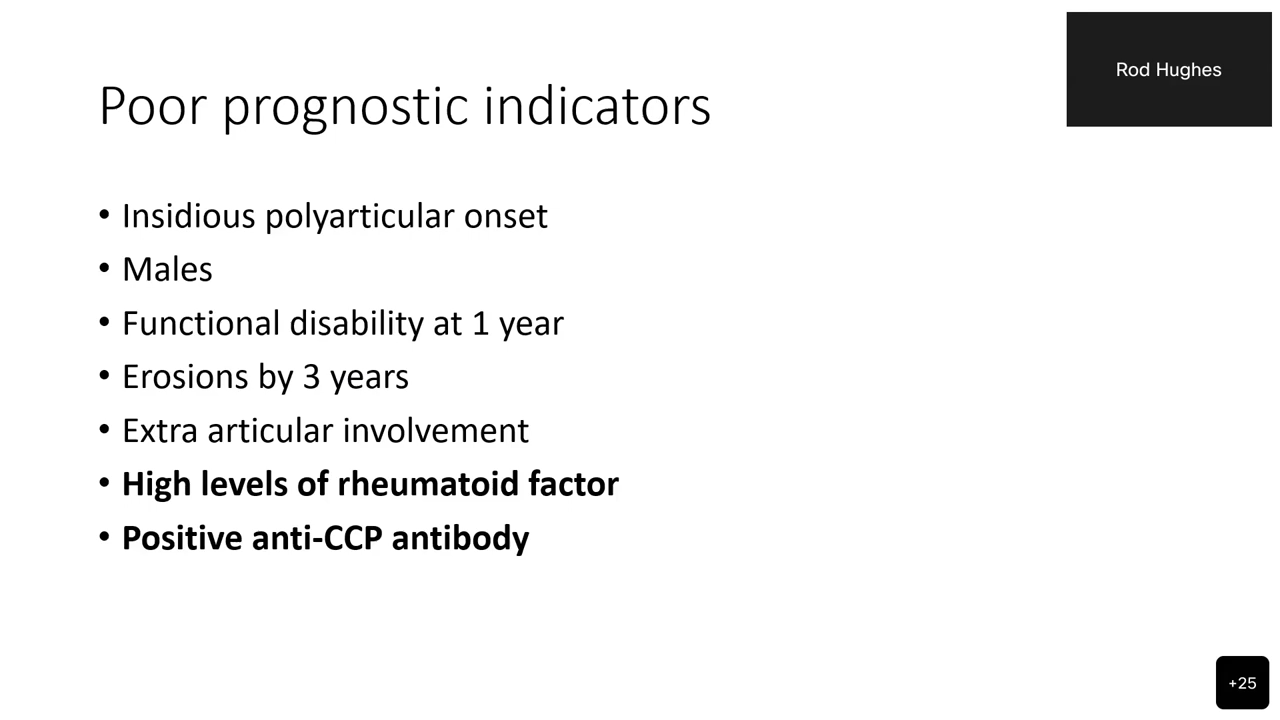 Rod Hughes
Poor prognostic indicators
• Insidious polyarticular onset
• Males
• Functional disability at 1 year
• Erosions by 3 years
• Extra articular involvement
• High levels of rheumatoid factor
• Positive anti-CCP antibody
+25